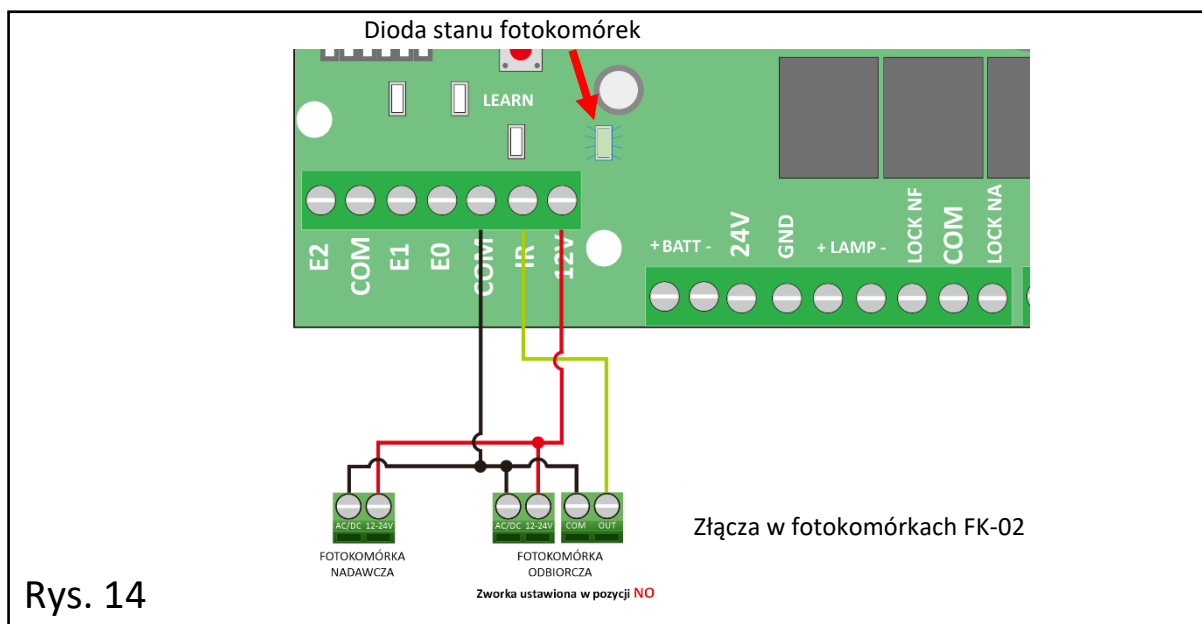 Dioda stanu fotokomórek
LEARN
E2
COM
E1
E0
COM
IR
12V
+ BATT -
24V
GND
+ LAMP -
LOCK NF
COM
LOCK NA
AC/DC 12-24V
AC/DC 12-24V
COM OUT
Złącza w fotokomórkach FK-02
FOTOKOMÓRKA
NADAWCZA
FOTOKOMÓRKA
ODBIORCZA
Zworka ustawiona w pozycji NO
Rys. 14